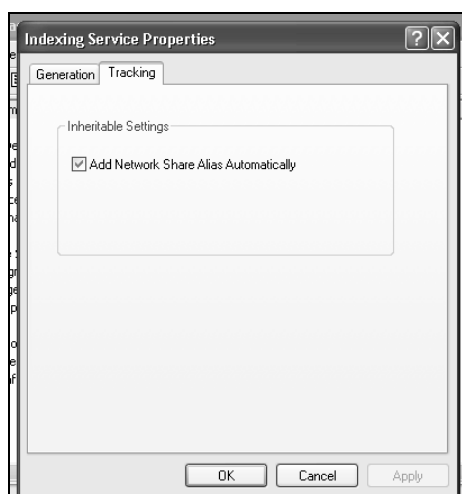 Indexing Service Properties
Generation Tracking
Inheritable Settings
Add Network Share Alias Automatically
OK Cancel Apply